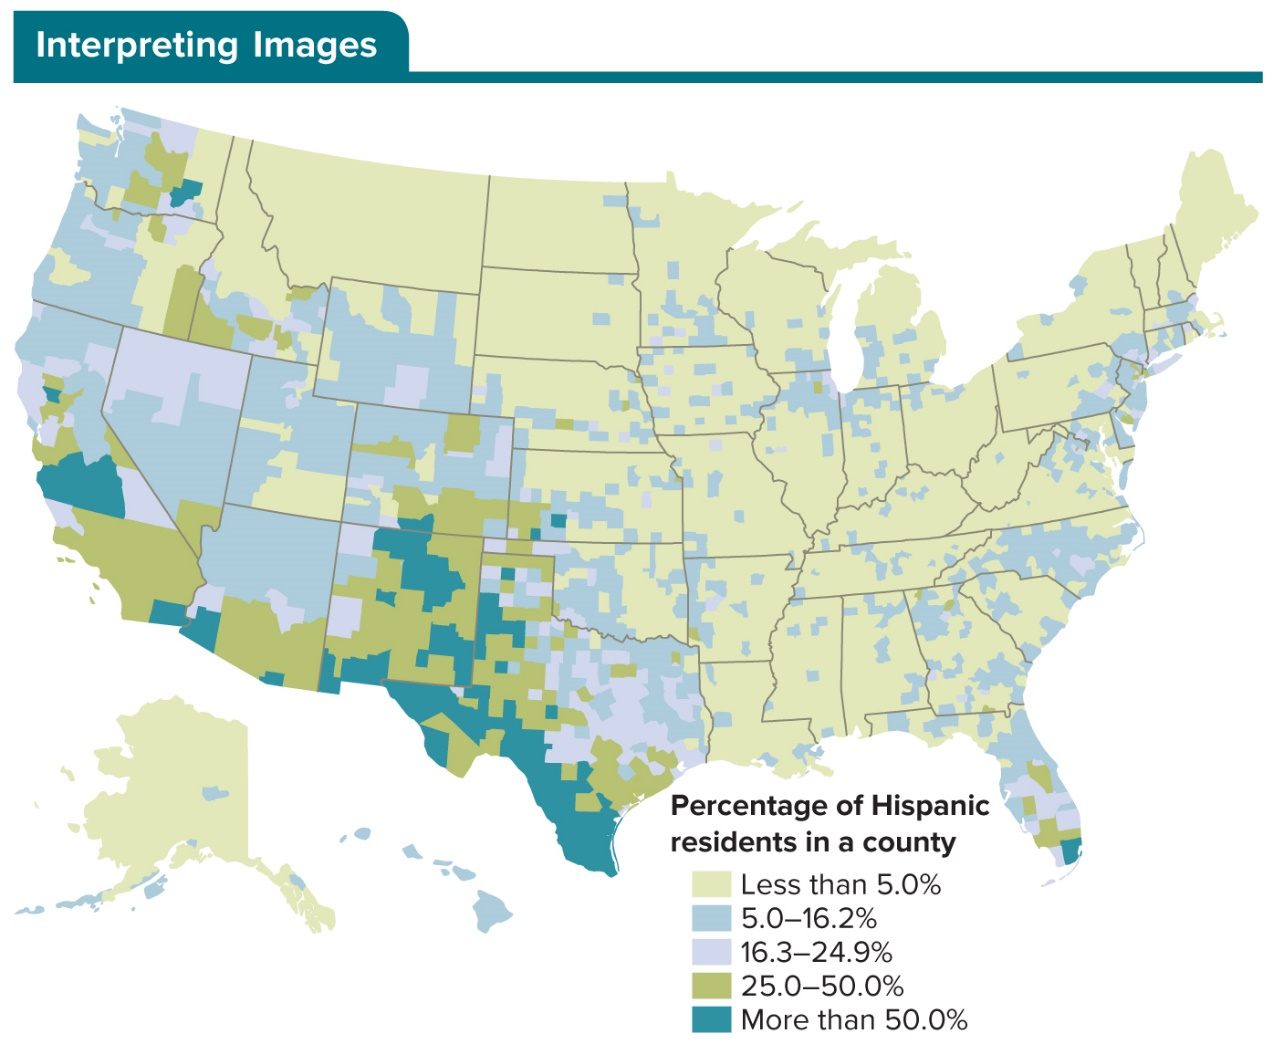 Interpreting Images
Percentage of Hispanic
residents in a county
Less than 5.0%
5.0–16.2%
16.3–24.9%
25.0–50.0%
More than 50.0%